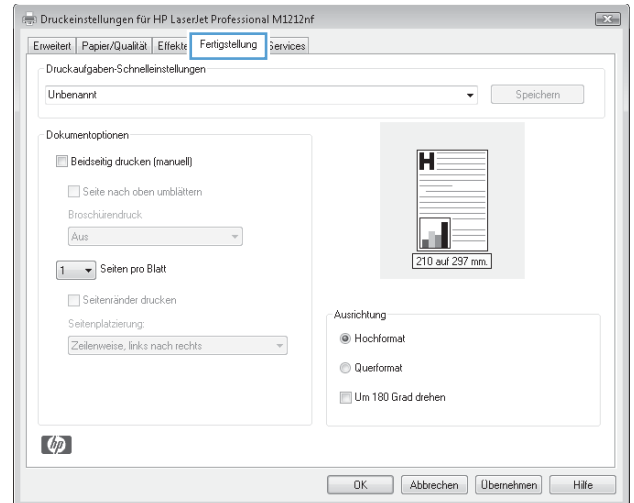 Druckeinstellungen für HP LaserJet Professional M1212nf
Erweitert Papier/Qualität Effekte Fertigstellung Services
Druckaufgaben-Schnelleinstellungen
Unbenannt Speichern
Dokumentoptionen
Beidseitig drucken (manuell)
Seite nach oben umblättern
Broschürendruck
Aus
1 Seiten pro Blatt
Seitenränder drucken
Seitenplatzierung:
Zeilenweise, links nach rechts
H
210 auf 297 mm.
Ausrichtung
Hochformat
Querformat
Um 180 Grad drehen
hp
OK Abbrechen Übernehmen Hilfe